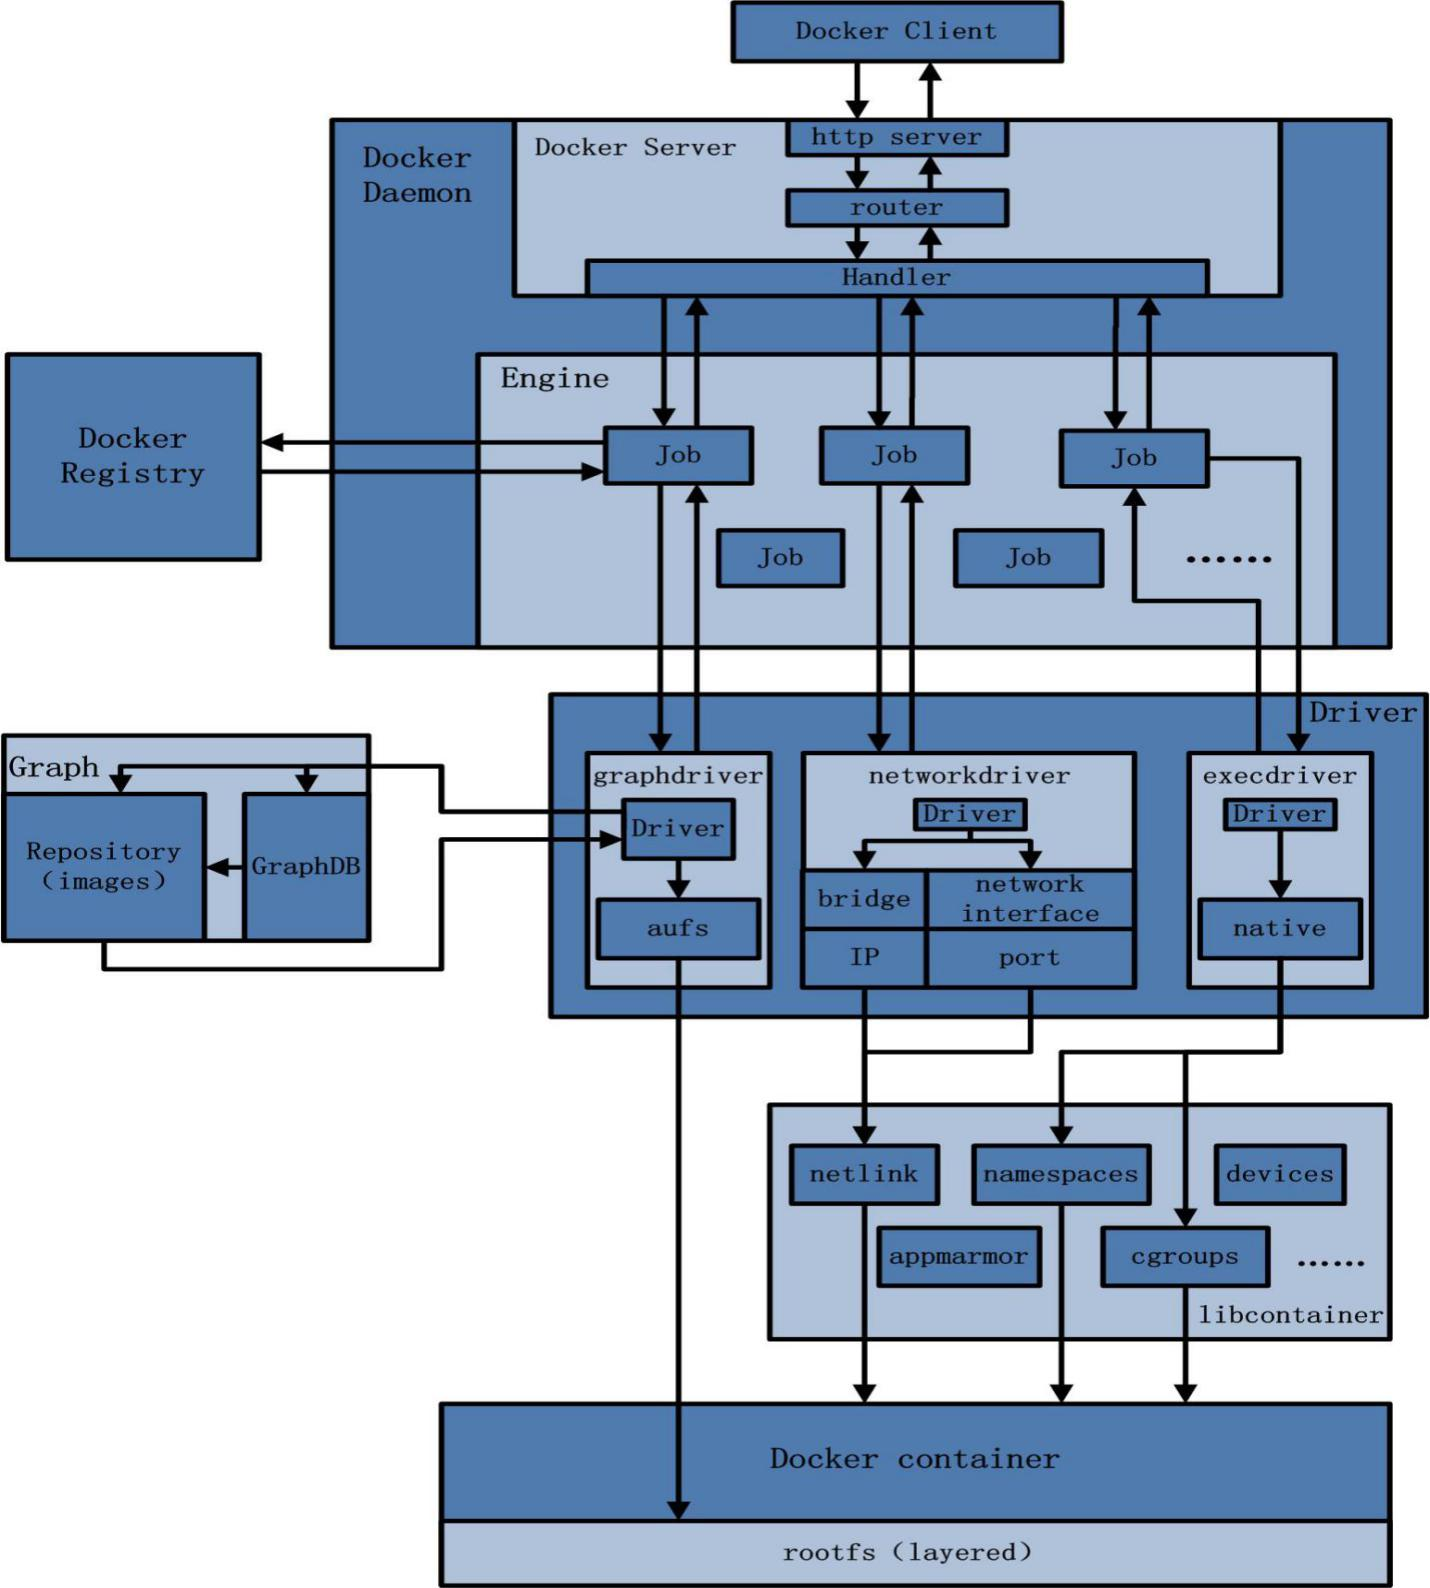 Docker Client
http server
Docker Server
Docker
Daemon
router
Handler
Engine
Docker
Registry
Job
Job
Job
Job
Job
......
Driver
Graph
graphdriver
networkdriver
execdriver
Driver
Driver
Driver
Repository
(images)
GraphDB
aufs
bridge
network
interface
native
IP
port
netlink
namespaces
devices
appmarmor
cgroups
......
libcontainer
Docker container
rootfs (layered)